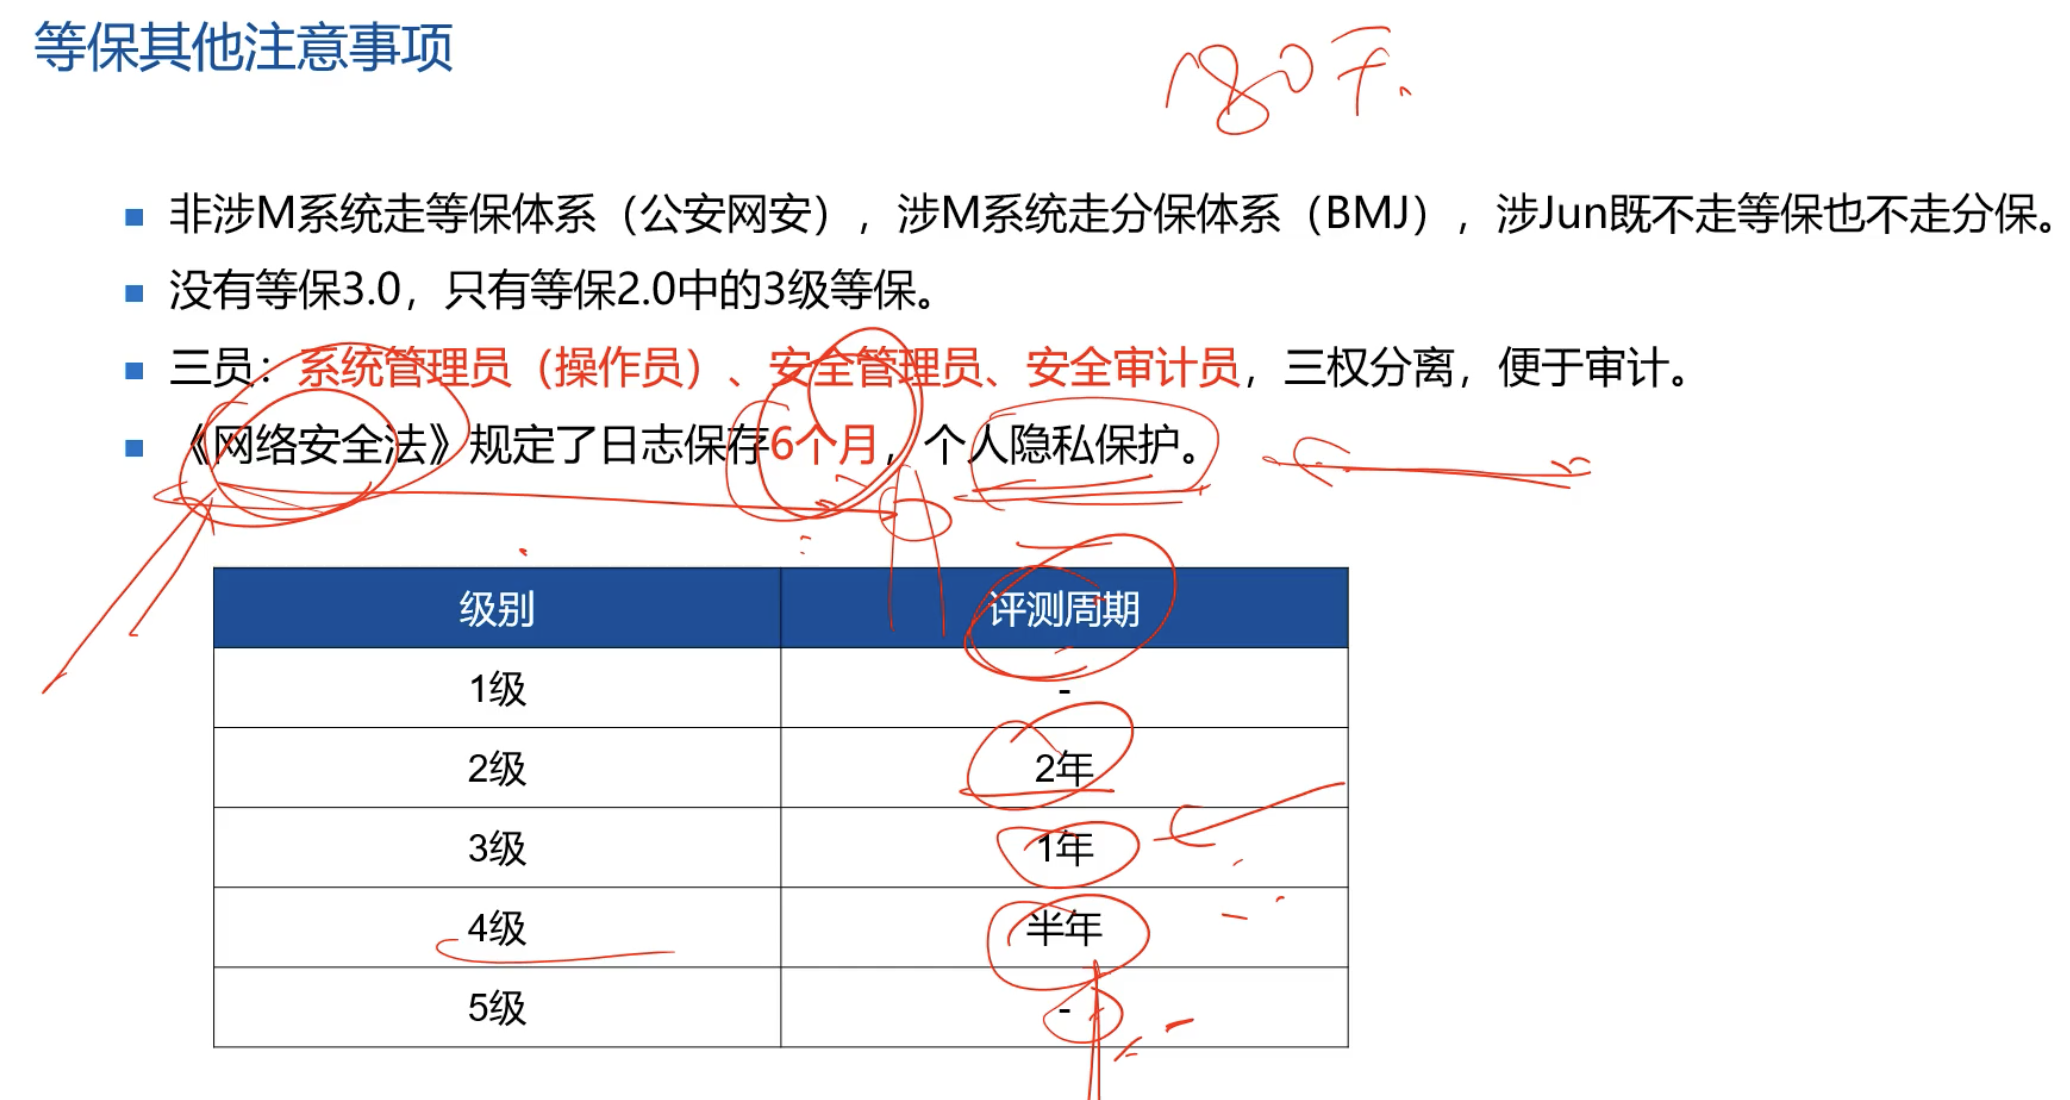 等保其他注意事项
180天.
非涉M系统走等保体系（公安网安），涉M系统走分保体系（BMJ），涉Jun既不走等保也不走分保。
没有等保3.0，只有等保2.0中的3级等保。
三员：系统管理员（操作员）、安全管理员、安全审计员，三权分离，便于审计。
《网络安全法》规定了日志保存6个月，个人隐私保护。
级别 评测周期
1级 -
2级 2年
3级 1年
4级 半年
5级 -